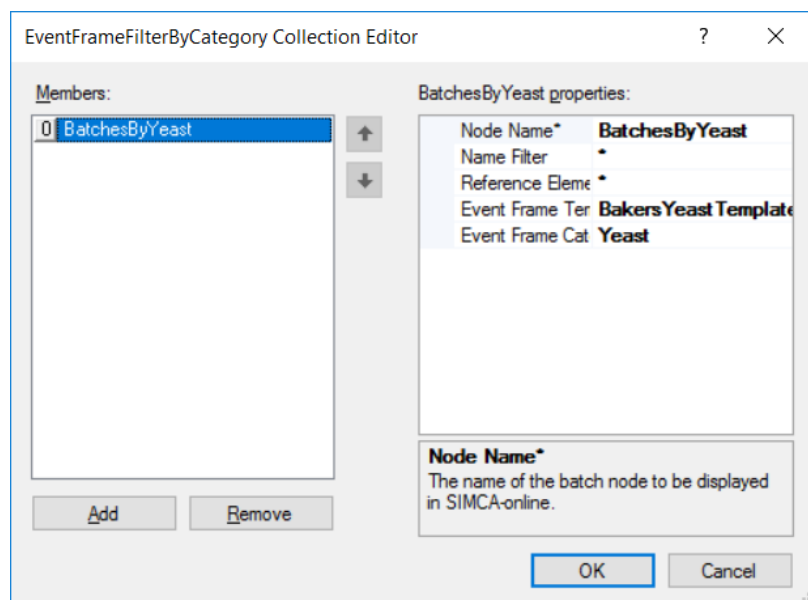 EventFrameFilterByCategory Collection Editor ?
Members:
0 BatchesByYeast
Add Remove
BatchesByYeast properties:
Node Name* BatchesByYeast
Name Filter *
Reference Eleme *
Event Frame Ter BakersYeastTemplate
Event Frame Cat Yeast
Node Name*
The name of the batch node to be displayed
in SIMCA-online.
OK Cancel